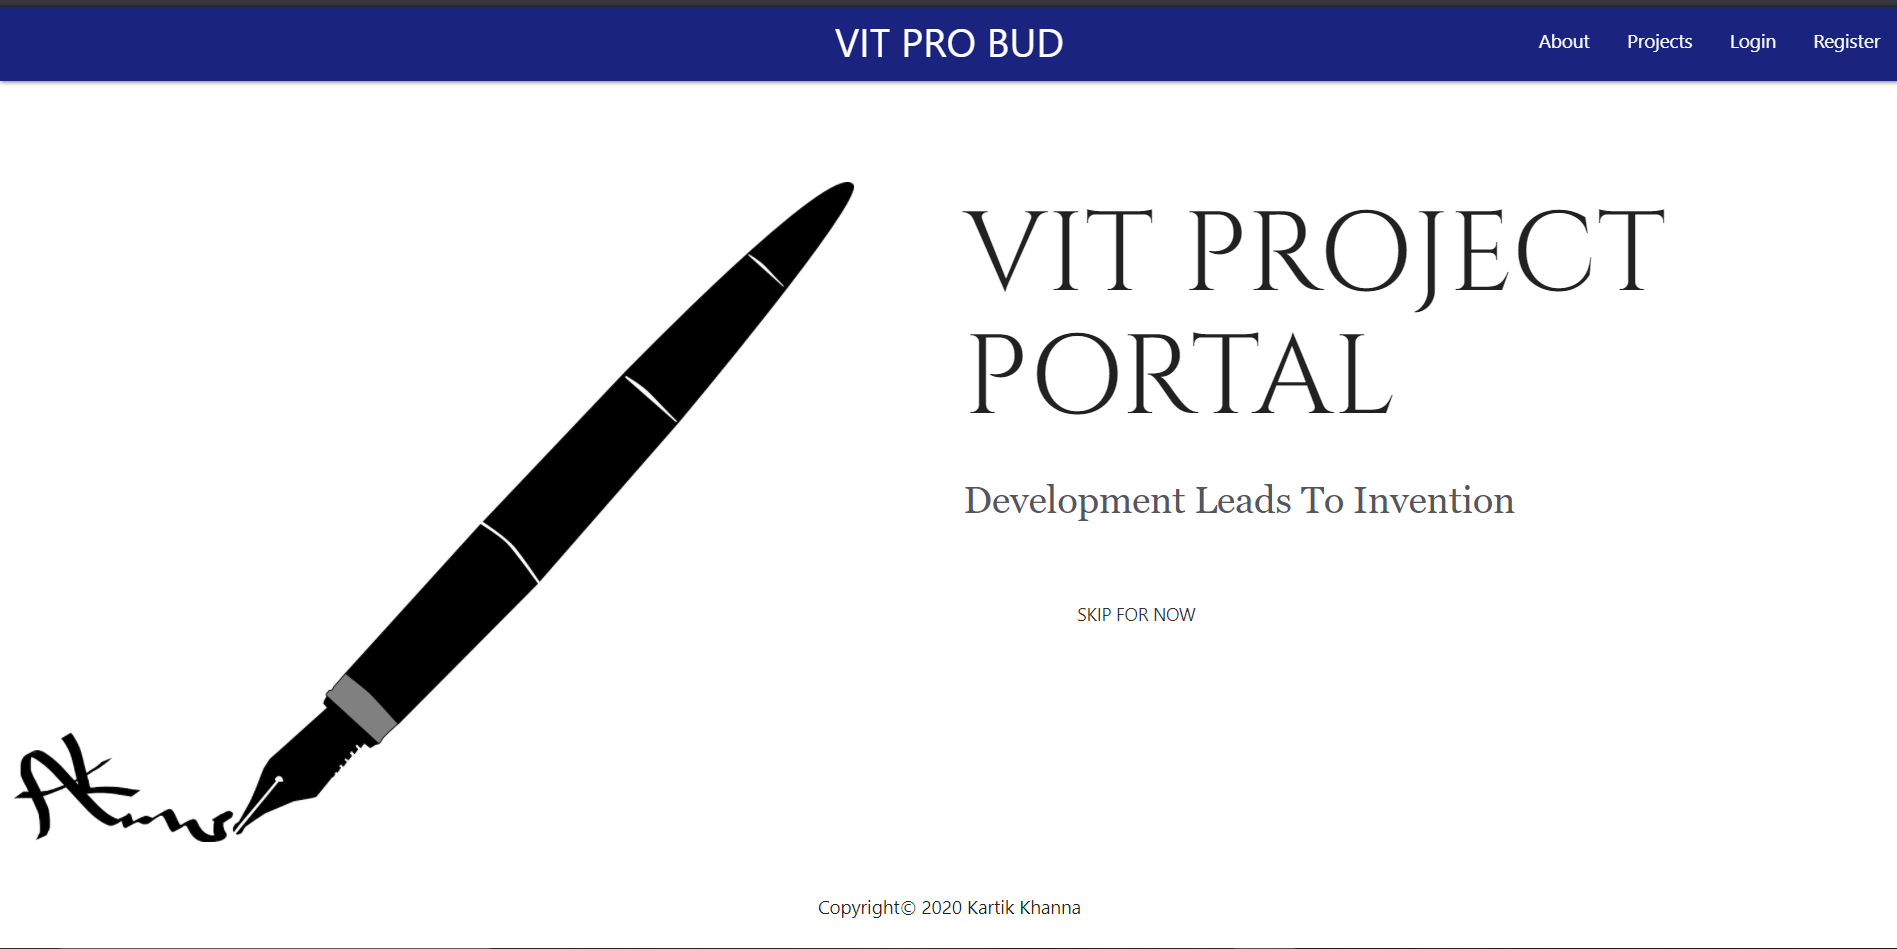 VIT PRO BUD
About Projects Login Register
VIT PROJECT
PORTAL
Development Leads To Invention
SKIP FOR NOW
Copyright© 2020 Kartik Khanna